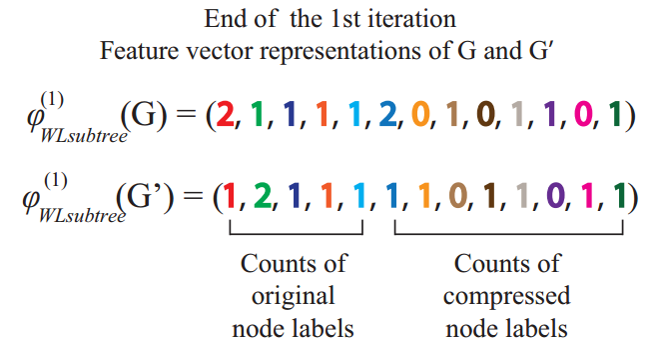 End of the 1st iteration
Feature vector representations of G and G′
φ(1)WLsubtree(G) = (2, 1, 1, 1, 1, 2, 0, 1, 0, 1, 1, 0, 1)
φ(1)WLsubtree(G’) = (1, 2, 1, 1, 1, 1, 1, 0, 1, 1, 0, 1, 1)
Counts of original node labels
Counts of compressed node labels